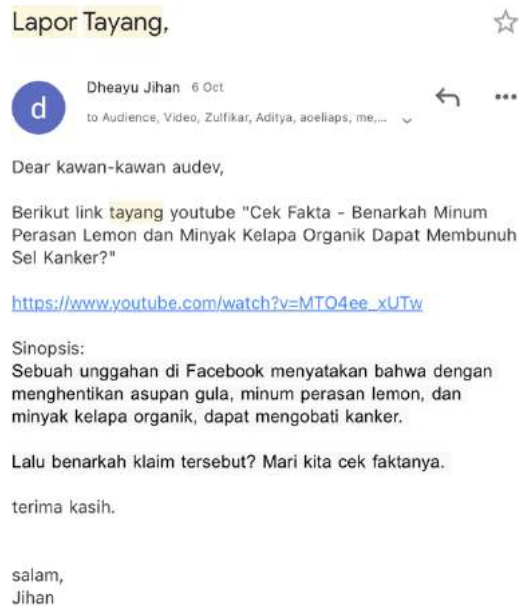 Lapor Tayang,
d
Dheayu Jihan 6 Oct
to Audience, Video, Zulfikar, Aditya, aoeliaps, me,...
Dear kawan-kawan audev,
Berikut link tayang youtube "Cek Fakta - Benarkah Minum
Perasan Lemon dan Minyak Kelapa Organik Dapat Membunuh
Sel Kanker?"
https://www.youtube.com/watch?v=MTO4ee_xUTw
Sinopsis:
Sebuah unggahan di Facebook menyatakan bahwa dengan
menghentikan asupan gula, minum perasan lemon, dan
minyak kelapa organik, dapat mengobati kanker.
Lalu benarkah klaim tersebut? Mari kita cek faktanya.
terima kasih.
salam,
Jihan